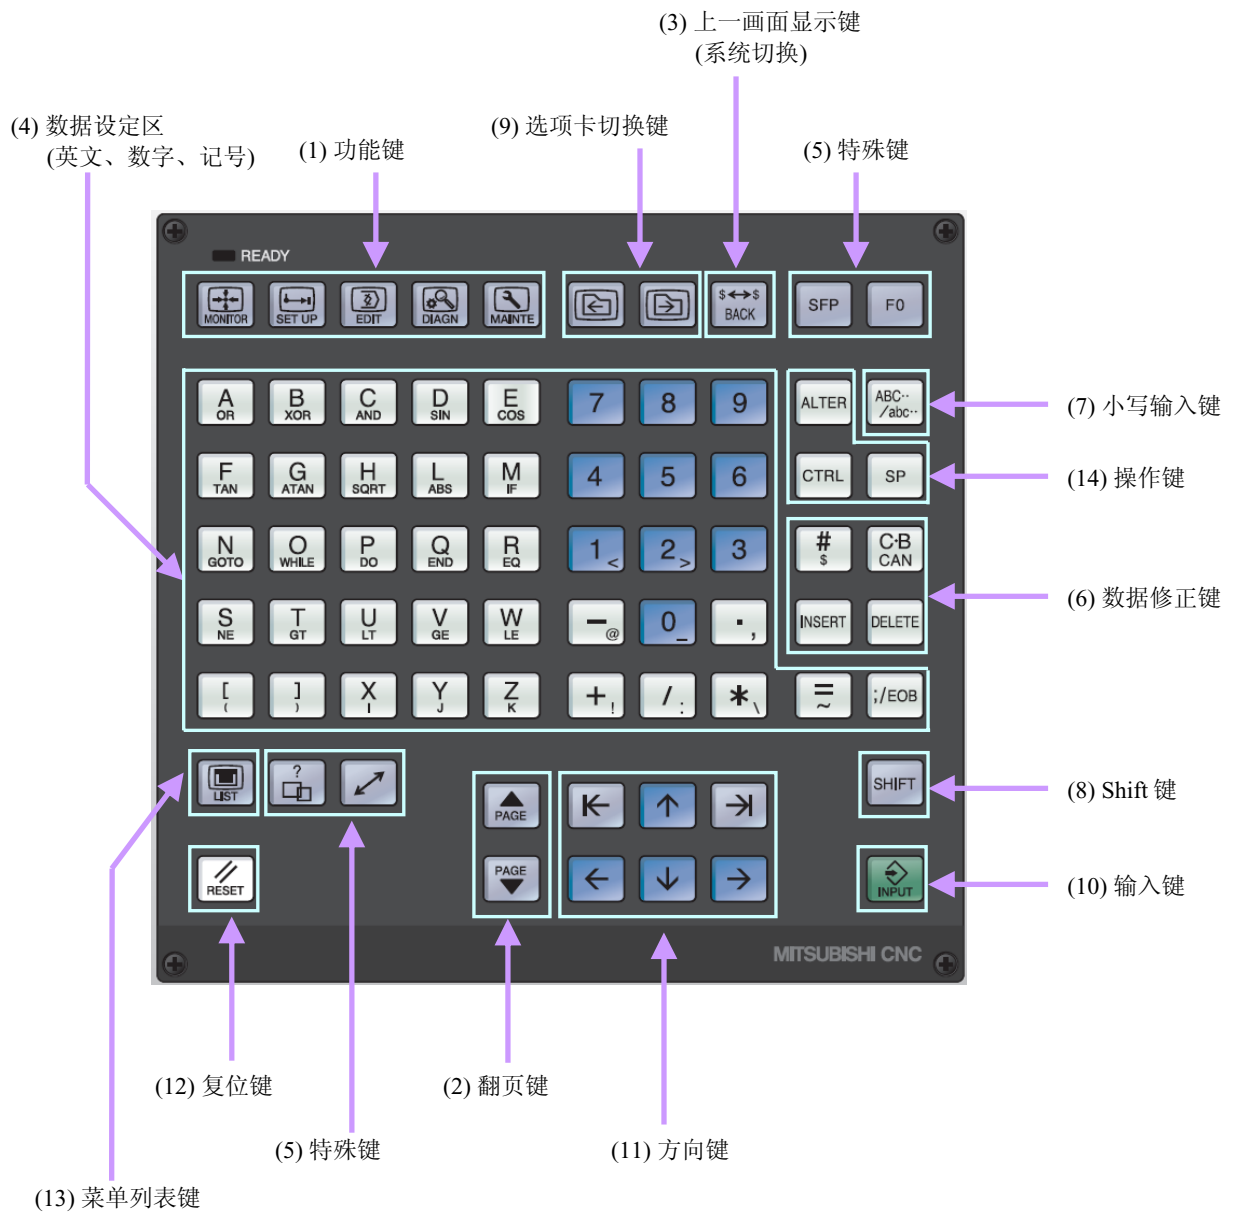 (3) 上一画面显示键
(系统切换)
(4) 数据设定区
(英文、数字、记号)
(9) 选项卡切换键
(1) 功能键
(5) 特殊键
READY
MONITOR SET UP EDIT DIAGN MAINTE $ $ BACK SFP F0
A B C D E 7 8 9 ALTER ABC··
OR XOR AND SIN COS /abc··
(7) 小写输入键
F G H L M 4 5 6 CTRL SP
TAN ATAN SQRT ABS IF
(14) 操作键
N O P Q R 1 < 2 > 3 # C·B
GOTO WHILE DO END EQ $ CAN
(6) 数据修正键
S T U V W − @ 0 _ . , INSERT DELETE
NE GT LT GE LE
[ ] X Y Z + ! / : * \ = ;/EOB
( ) I J K ~
LIST ? PAGE SHIFT
(8) Shift 键
RESET PAGE INPUT
(10) 输入键
MITSUBISHI CNC
(12) 复位键
(2) 翻页键
(5) 特殊键
(11) 方向键
(13) 菜单列表键